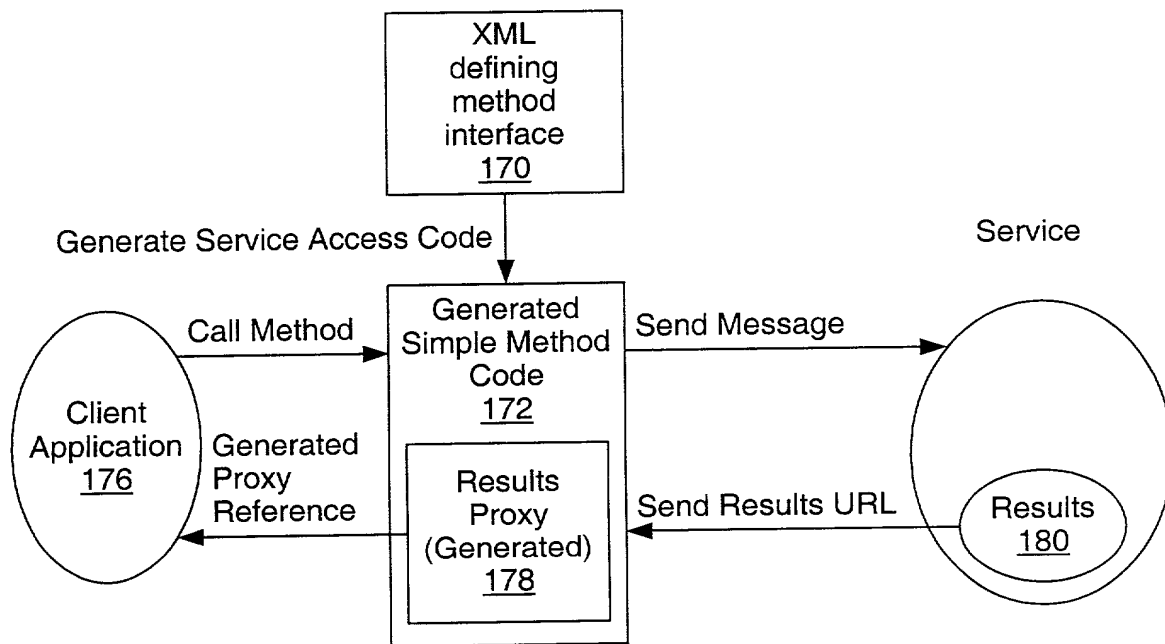 XML
defining
method
interface
170
Generate Service Access Code
Service
Call Method
Generated
Simple Method
Code
172
Send Message
Client
Application
176
Generated
Proxy
Reference
Results
Proxy
(Generated)
178
Send Results URL
Results
180